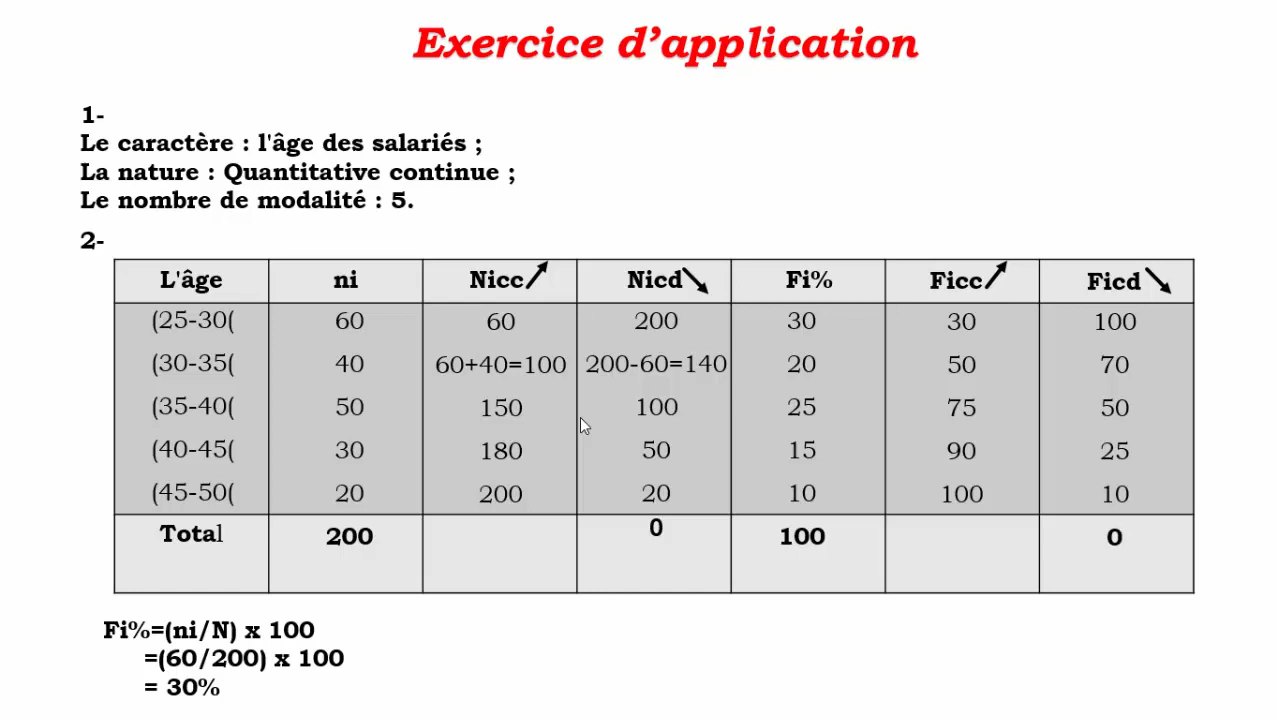 Exercice d’application
1-
Le caractère : l'âge des salariés ;
La nature : Quantitative continue ;
Le nombre de modalité : 5.
2-
L'âge ni Nicc Nicd Fi% Ficc Ficd
(25-30( 60 60 200 30 30 100
(30-35( 40 60+40=100 200-60=140 20 50 70
(35-40( 50 150 100 25 75 50
(40-45( 30 180 50 15 90 25
(45-50( 20 200 20 10 100 10
Total 200 0 100 0
Fi%=(ni/N) x 100
=(60/200) x 100
= 30%